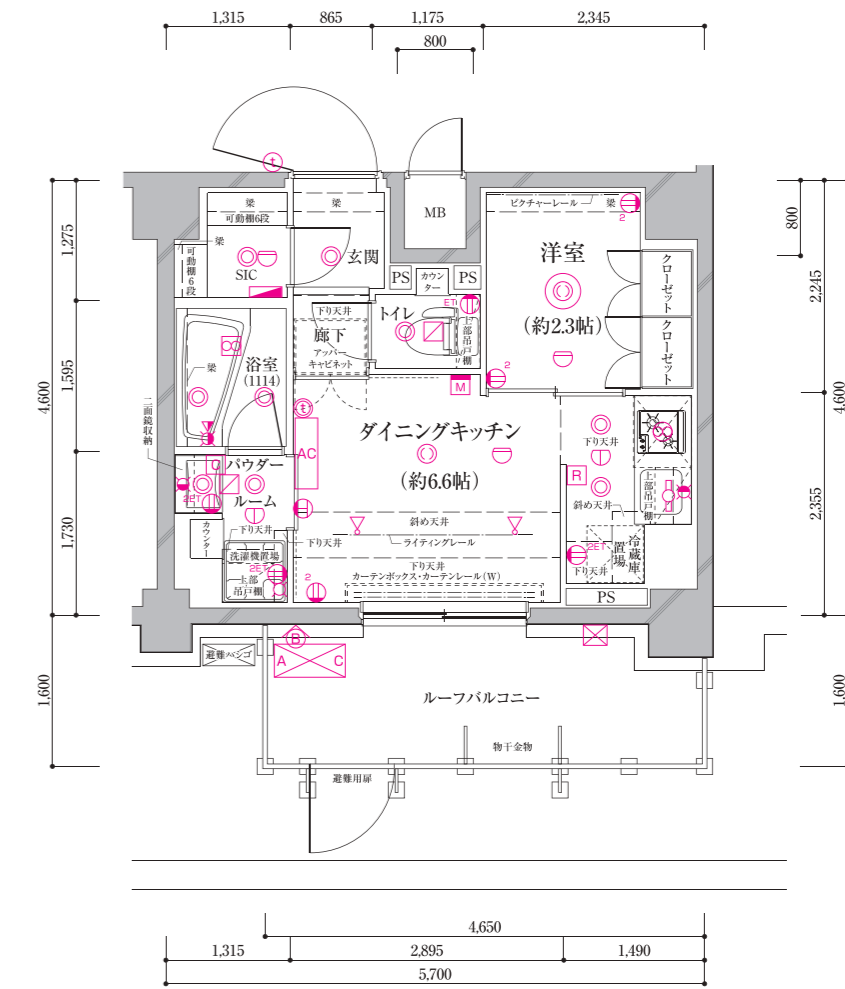 1,315
865
1,175
2,345
800
1,275
1,595
1,730
4,600
1,600
800
2,245
2,355
4,600
1,600
t
梁
可動棚6段
梁
MB
ピクチャーレール
梁
2
梁
可動棚6段
SIC
玄関
洋室
(約2.3帖)
クローゼット
クローゼット
PS
カウンター
PS
下り天井
トイレ
ET
上部吊戸棚
廊下
アッパーキャビネット
梁
浴室
(1114)
M
2
二面鏡収納
t
AC
ダイニングキッチン
(約6.6帖)
下り天井
R
上部吊戸棚
斜め天井
パウダールーム
2ET
カウンター
下り天井
下り天井
斜め天井
ライティングレール
洗濯機置場
2ET
上部吊戸棚
下り天井
カーテンボックス・カーテンレール(W)
2
2ET
冷蔵庫置場
下り天井
PS
避難ハシゴ
B
A
C
ルーフバルコニー
物干金物
避難用扉
4,650
1,315
2,895
1,490
5,700